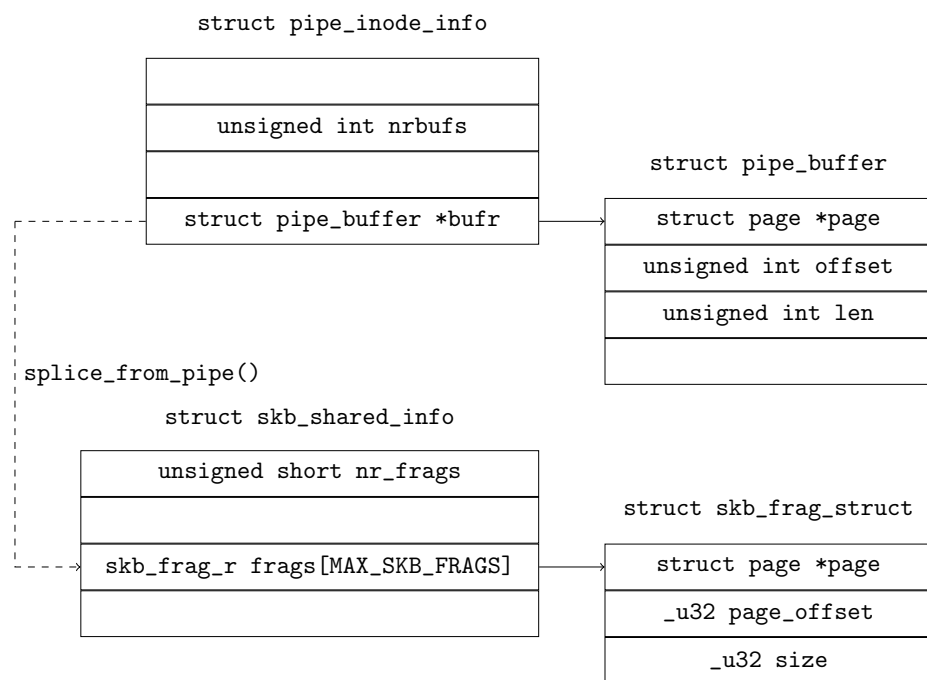 struct pipe_inode_info
unsigned int nrbufs
struct pipe_buffer *bufr
struct pipe_buffer
struct page *page
unsigned int offset
unsigned int len
splice_from_pipe()
struct skb_shared_info
unsigned short nr_frags
skb_frag_r frags[MAX_SKB_FRAGS]
struct skb_frag_struct
struct page *page
_u32 page_offset
_u32 size